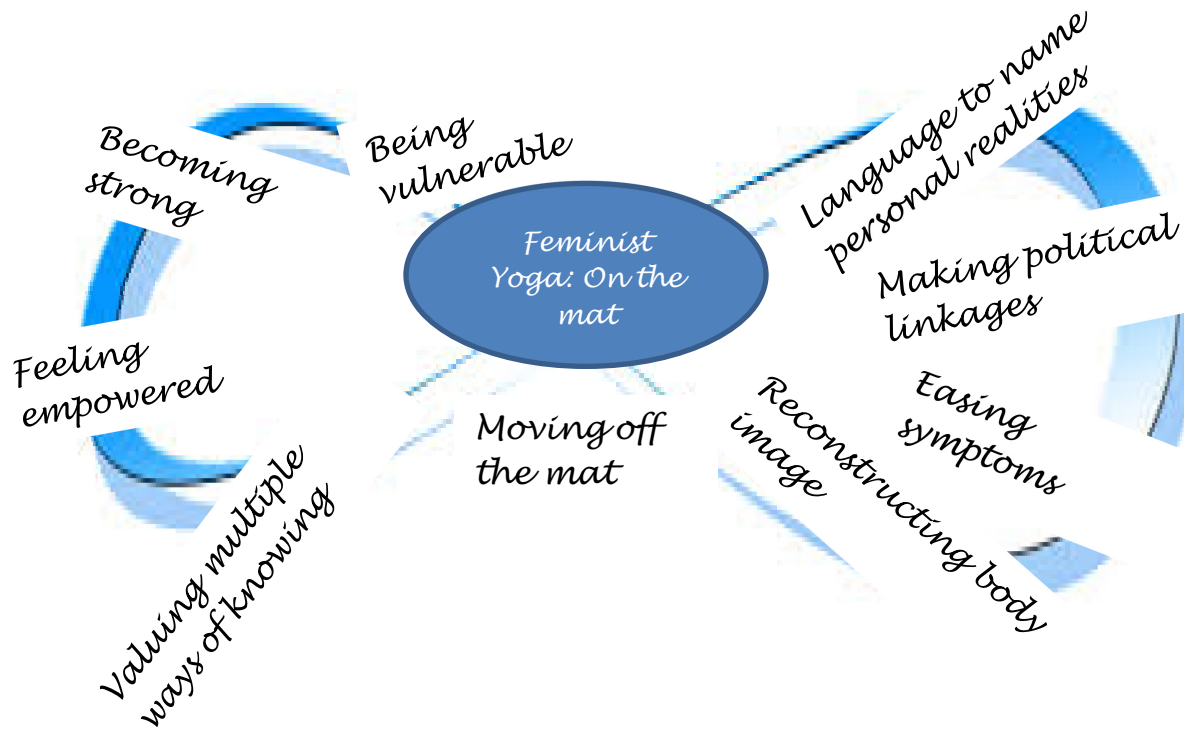 Becoming
strong
Being
vulnerable
Language to name
personal realities
Feminist
Yoga: On the
mat
Making political
linkages
Feeling
empowered
Moving off
the mat
Easing
symptoms
Reconstructing body
image
Valuing multiple
ways of knowing